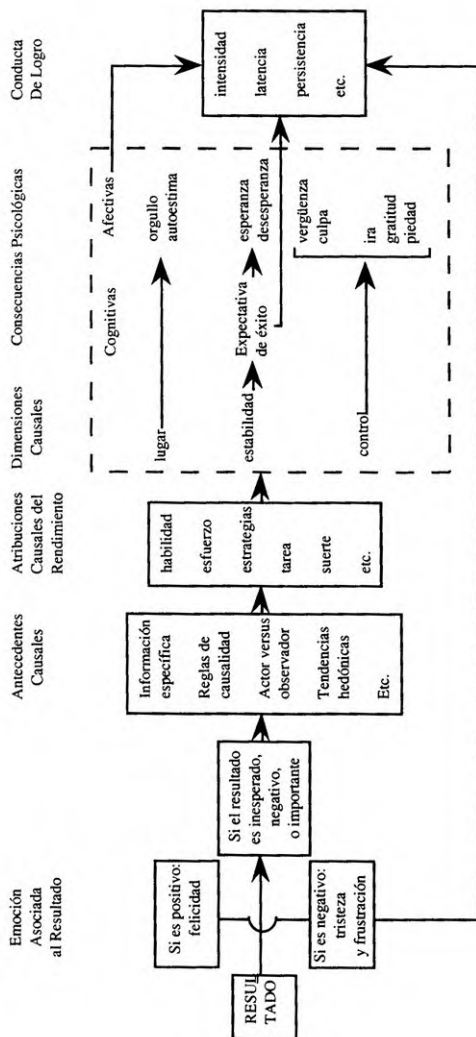 Emoción
Asociada
al Resultado
Antecedentes
Causales
Atribuciones
Causales del
Rendimiento
Dimensiones
Causales
Consecuencias Psicológicas
Conducta
De Logro
RESUL
TADO
Si es positivo:
felicidad
Si es negativo:
tristeza
y frustración
Si el resultado
es inesperado,
negativo,
o importante
Información
específica
Reglas de
causalidad
Actor versus
observador
Tendencias
hedónicas
Etc.
habilidad
esfuerzo
estrategias
tarea
suerte
etc.
Cognitivas
Afectivas
lugar
orgullo
autoestima
estabilidad
Expectativa
de éxito
esperanza
desesperanza
control
vergüenza
culpa
ira
gratitud
piedad
intensidad
latencia
persistencia
etc.